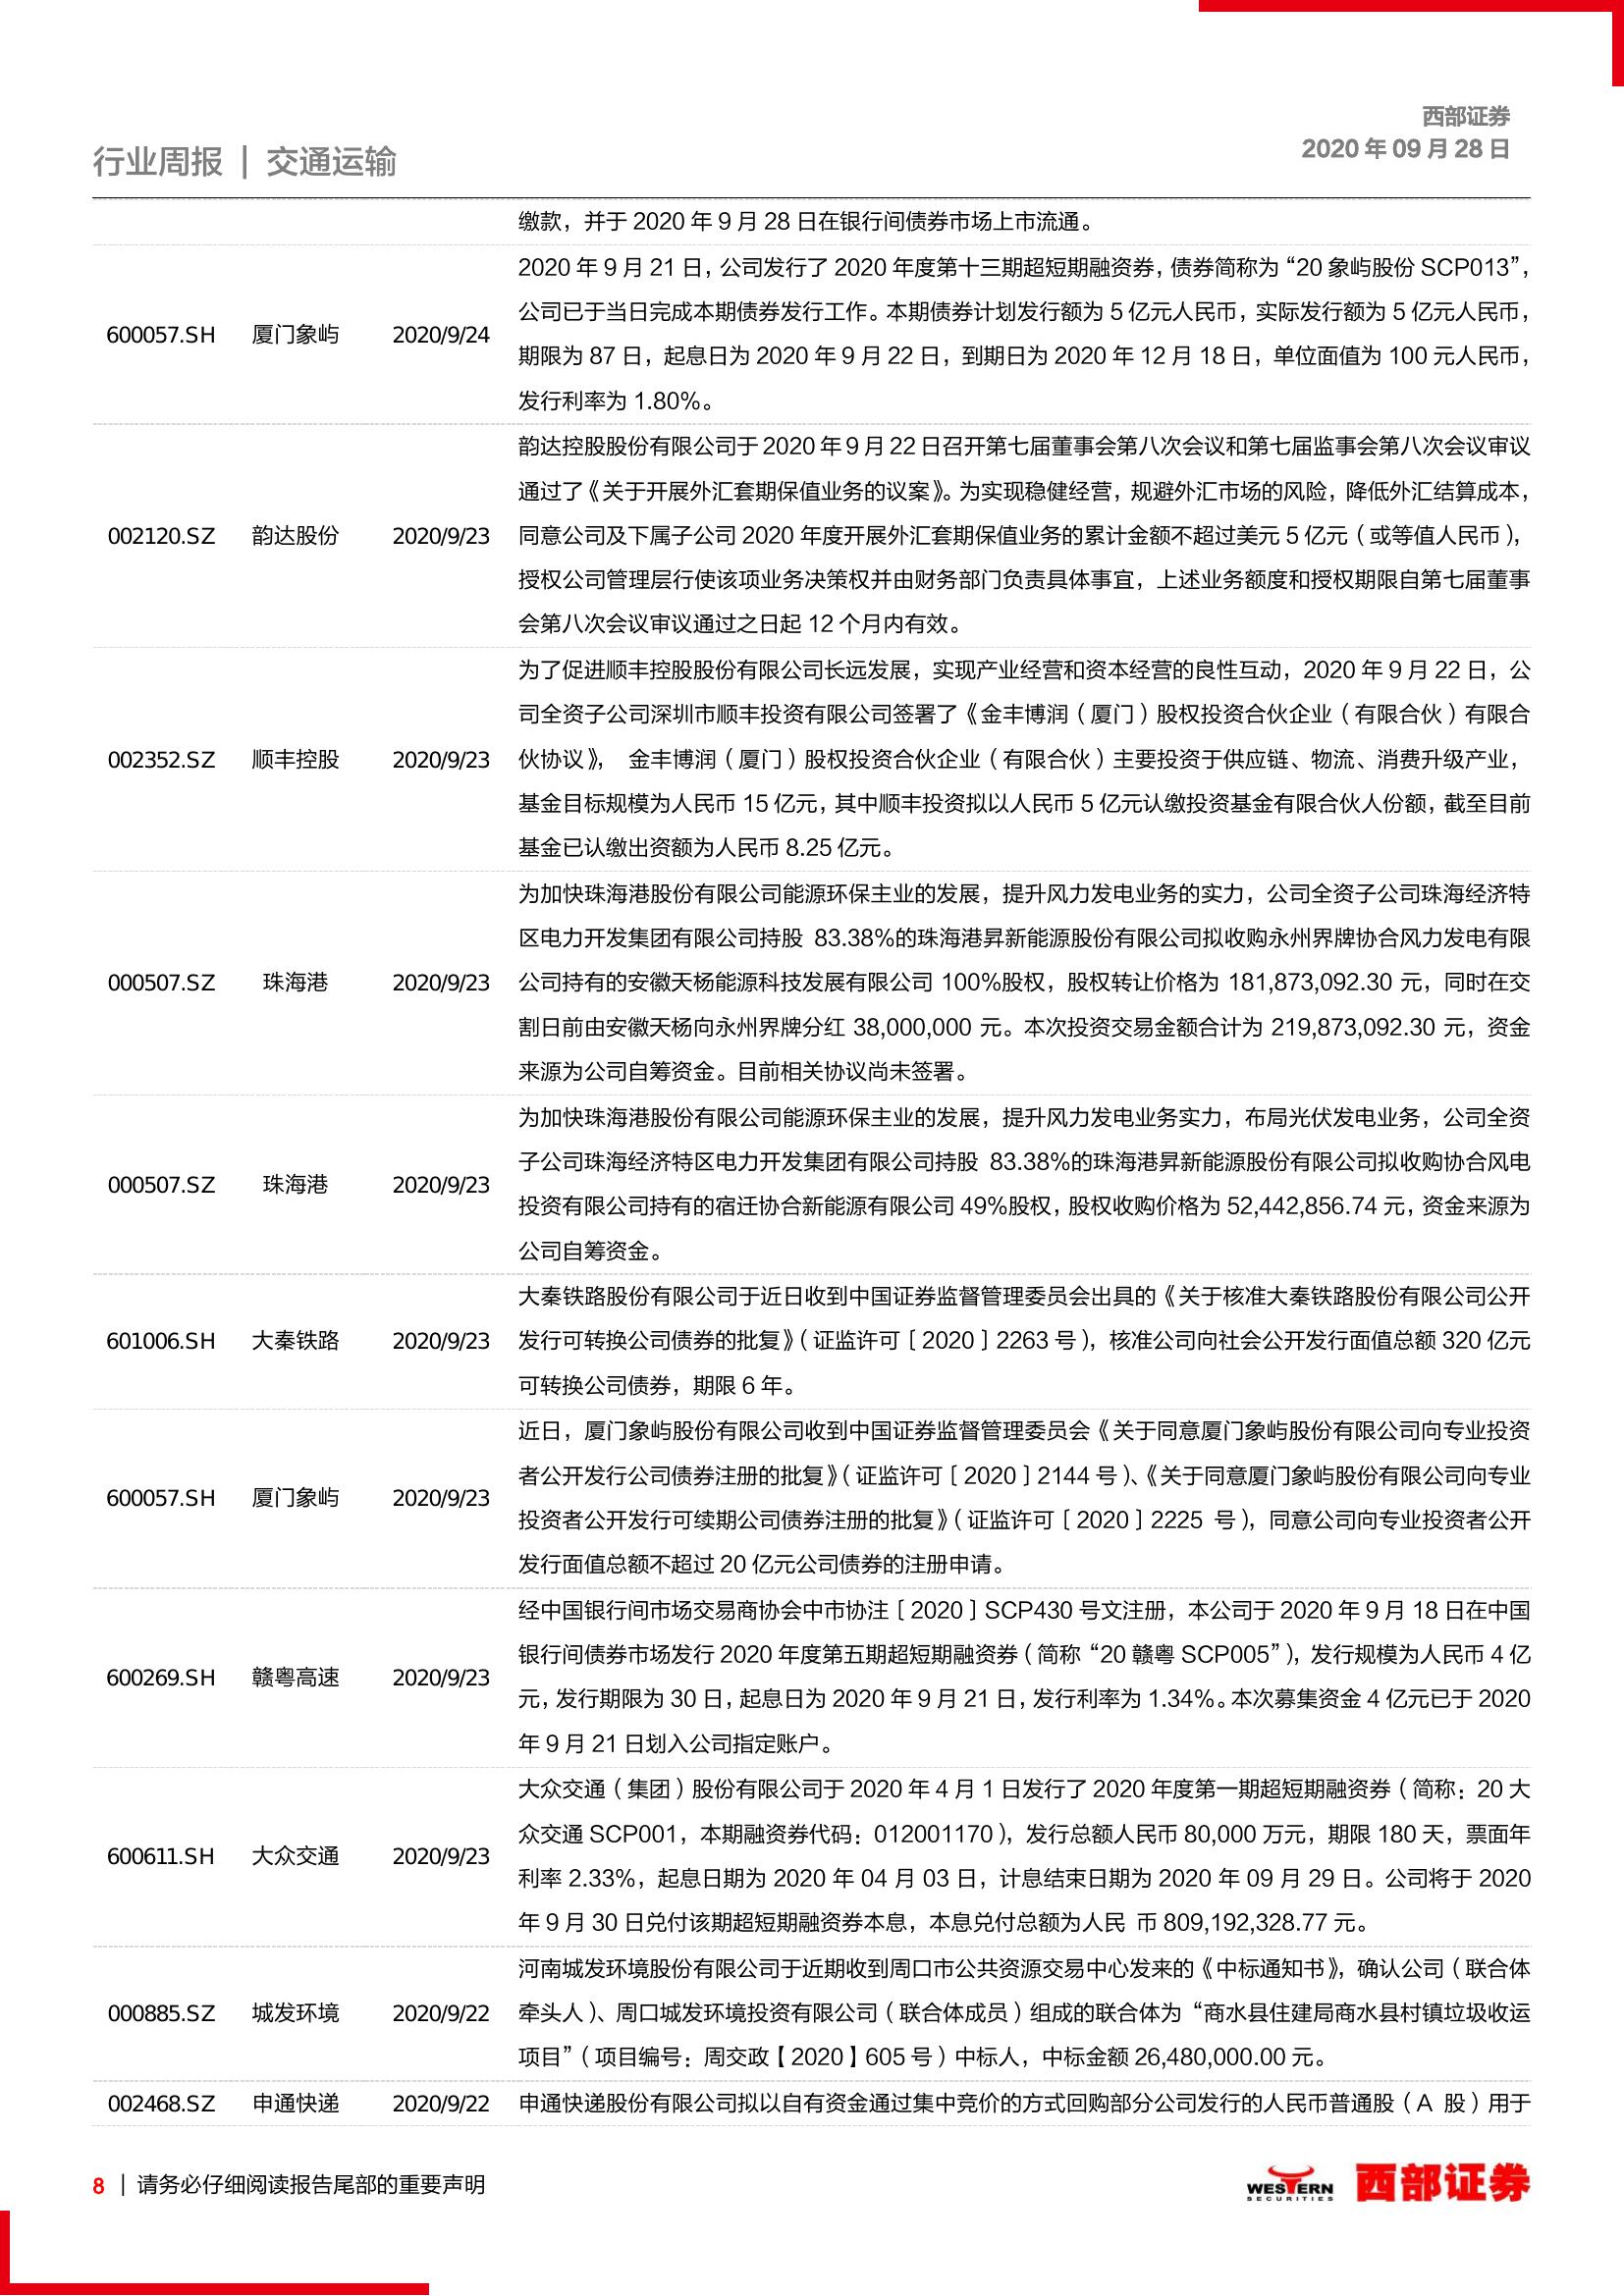 西部证券
2020 年 09 月 28 日
行业周报 | 交通运输
缴款，并于 2020 年 9 月 28 日在银行间债券市场上市流通。
600057.SH 厦门象屿 2020/9/24
2020 年 9 月 21 日，公司发行了 2020 年度第十三期超短期融资券，债券简称为 “20 象屿股份 SCP013”，
公司已于当日完成本期债券发行工作。本期债券计划发行额为 5 亿元人民币，实际发行额为 5 亿元人民币，
期限为 87 日，起息日为 2020 年 9 月 22 日，到期日为 2020 年 12 月 18 日，单位面值为 100 元人民币，
发行利率为 1.80%。
002120.SZ 韵达股份 2020/9/23
韵达控股股份有限公司于 2020 年 9 月 22 日召开第七届董事会第八次会议和第七届监事会第八次会议审议
通过了《关于开展外汇套期保值业务的议案》。为实现稳健经营，规避外汇市场的风险，降低外汇结算成本，
同意公司及下属子公司 2020 年度开展外汇套期保值业务的累计金额不超过美元 5 亿元（或等值人民币），
授权公司管理层行使该项业务决策权并由财务部门负责具体事宜，上述业务额度和授权期限自第七届董事
会第八次会议审议通过之日起 12 个月内有效。
002352.SZ 顺丰控股 2020/9/23
为了促进顺丰控股股份有限公司长远发展，实现产业经营和资本经营的良性互动，2020 年 9 月 22 日，公
司全资子公司深圳市顺丰投资有限公司签署了《金丰博润（厦门）股权投资合伙企业（有限合伙）有限合
伙协议》， 金丰博润（厦门）股权投资合伙企业（有限合伙）主要投资于供应链、物流、消费升级产业，
基金目标规模为人民币 15 亿元，其中顺丰投资拟以人民币 5 亿元认缴投资基金有限合伙人份额，截至目前
基金已认缴出资额为人民币 8.25 亿元。
000507.SZ 珠海港 2020/9/23
为加快珠海港股份有限公司能源环保主业的发展，提升风力发电业务的实力，公司全资子公司珠海经济特
区电力开发集团有限公司持股 83.38%的珠海港昇新能源股份有限公司拟收购永州界牌协合风力发电有限
公司持有的安徽天杨能源科技发展有限公司 100%股权，股权转让价格为 181,873,092.30 元，同时在交
割日前由安徽天杨向永州界牌分红 38,000,000 元。本次投资交易金额合计为 219,873,092.30 元，资金
来源为公司自筹资金。目前相关协议尚未签署。
000507.SZ 珠海港 2020/9/23
为加快珠海港股份有限公司能源环保主业的发展，提升风力发电业务实力，布局光伏发电业务，公司全资
子公司珠海经济特区电力开发集团有限公司持股 83.38%的珠海港昇新能源股份有限公司拟收购协合风电
投资有限公司持有的宿迁协合新能源有限公司 49%股权，股权收购价格为 52,442,856.74 元，资金来源为
公司自筹资金。
601006.SH 大秦铁路 2020/9/23
大秦铁路股份有限公司于近日收到中国证券监督管理委员会出具的《关于核准大秦铁路股份有限公司公开
发行可转换公司债券的批复》（证监许可〔2020〕2263 号），核准公司向社会公开发行面值总额 320 亿元
可转换公司债券，期限 6 年。
600057.SH 厦门象屿 2020/9/23
近日，厦门象屿股份有限公司收到中国证券监督管理委员会《关于同意厦门象屿股份有限公司向专业投资
者公开发行公司债券注册的批复》（证监许可〔2020〕2144 号）、《关于同意厦门象屿股份有限公司向专业
投资者公开发行可续期公司债券注册的批复》（证监许可〔2020〕2225 号），同意公司向专业投资者公开
发行面值总额不超过 20 亿元公司债券的注册申请。
600269.SH 赣粤高速 2020/9/23
经中国银行间市场交易商协会中市协注〔2020〕SCP430 号文注册，本公司于 2020 年 9 月 18 日在中国
银行间债券市场发行 2020 年度第五期超短期融资券（简称 “20 赣粤 SCP005”），发行规模为人民币 4 亿
元，发行期限为 30 日，起息日为 2020 年 9 月 21 日，发行利率为 1.34%。本次募集资金 4 亿元已于 2020
年 9 月 21 日划入公司指定账户。
600611.SH 大众交通 2020/9/23
大众交通（集团）股份有限公司于 2020 年 4 月 1 日发行了 2020 年度第一期超短期融资券（简称：20 大
众交通 SCP001，本期融资券代码：012001170），发行总额人民币 80,000 万元，期限 180 天，票面年
利率 2.33%，起息日期为 2020 年 04 月 03 日，计息结束日期为 2020 年 09 月 29 日。公司将于 2020
年 9 月 30 日兑付该期超短期融资券本息，本息兑付总额为人民 币 809,192,328.77 元。
000885.SZ 城发环境 2020/9/22
河南城发环境股份有限公司于近期收到周口市公共资源交易中心发来的《中标通知书》，确认公司（联合体
牵头人）、周口城发环境投资有限公司（联合体成员）组成的联合体为 “商水县住建局商水县村镇垃圾收运
项目”（项目编号：周交政【2020】605 号）中标人，中标金额 26,480,000.00 元。
002468.SZ 申通快递 2020/9/22 申通快递股份有限公司拟以自有资金通过集中竞价的方式回购部分公司发行的人民币普通股（A 股）用于
8 | 请务必仔细阅读报告尾部的重要声明
WESTERN
SECURITIES
西部证券